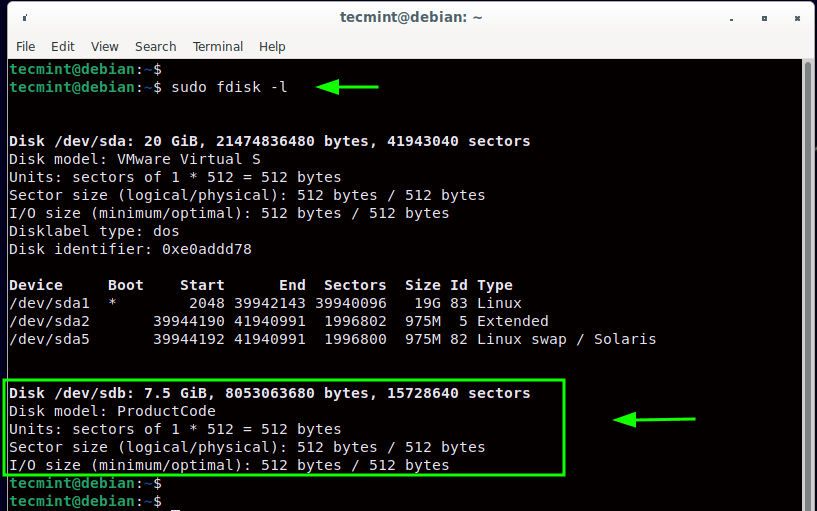 tecmint@debian: ~
File Edit View Search Terminal Help
tecmint@debian:~$
tecmint@debian:~$ sudo fdisk -l
Disk /dev/sda: 20 GiB, 21474836480 bytes, 41943040 sectors
Disk model: VMware Virtual S
Units: sectors of 1 * 512 = 512 bytes
Sector size (logical/physical): 512 bytes / 512 bytes
I/O size (minimum/optimal): 512 bytes / 512 bytes
Disklabel type: dos
Disk identifier: 0xe0addd78
Device     Boot    Start      End  Sectors  Size Id Type
/dev/sda1  *        2048 39942143 39940096   19G 83 Linux
/dev/sda2       39944190 41940991  1996802  975M  5 Extended
/dev/sda5       39944192 41940991  1996800  975M 82 Linux swap / Solaris
Disk /dev/sdb: 7.5 GiB, 8053063680 bytes, 15728640 sectors
Disk model: ProductCode
Units: sectors of 1 * 512 = 512 bytes
Sector size (logical/physical): 512 bytes / 512 bytes
I/O size (minimum/optimal): 512 bytes / 512 bytes
tecmint@debian:~$
tecmint@debian:~$